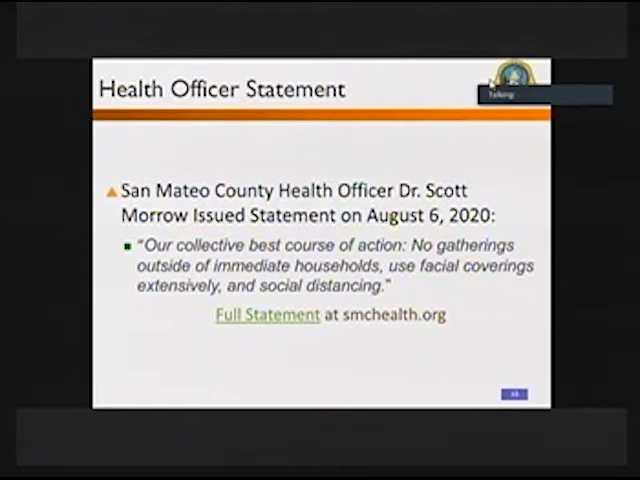 Health Officer Statement
Talking:
San Mateo County Health Officer Dr. Scott
Morrow Issued Statement on August 6, 2020:
"Our collective best course of action: No gatherings
outside of immediate households, use facial coverings
extensively, and social distancing."
Full Statement at smchealth.org